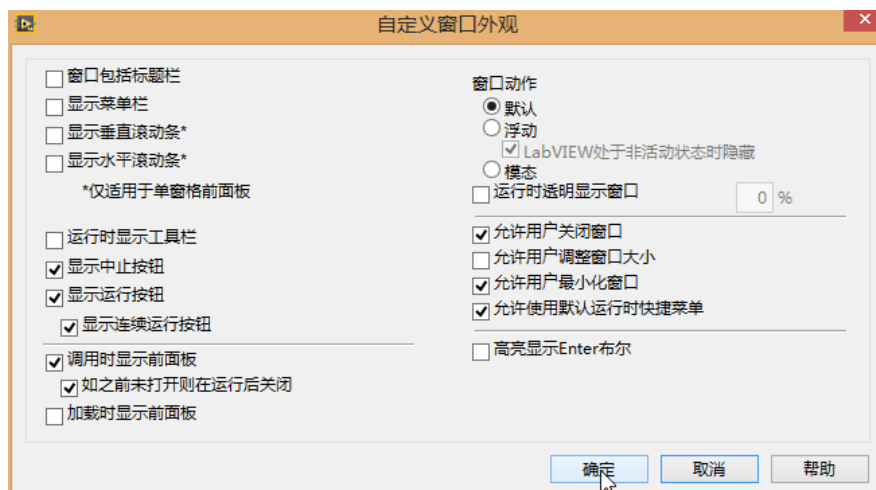 自定义窗口外观
窗口包括标题栏
显示菜单栏
显示垂直滚动条*
显示水平滚动条*
*仅适用于单窗格前面板
运行时显示工具栏
显示中止按钮
显示运行按钮
显示连续运行按钮
调用时显示前面板
如之前未打开则在运行后关闭
加载时显示前面板
窗口动作
默认
浮动
LabVIEW处于非活动状态时隐藏
模态
运行时透明显示窗口 0 %
允许用户关闭窗口
允许用户调整窗口大小
允许用户最小化窗口
允许使用默认运行时快捷菜单
高亮显示Enter布尔
确定 取消 帮助